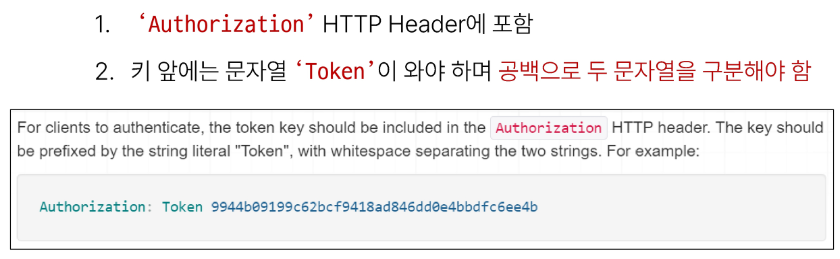 1. ‘Authorization’ HTTP Header에 포함
2. 키 앞에는 문자열 ‘Token’이 와야 하며 공백으로 두 문자열을 구분해야 함
For clients to authenticate, the token key should be included in the Authorization HTTP header. The key should
be prefixed by the string literal "Token", with whitespace separating the two strings. For example:
Authorization: Token 9944b09199c62bcf9418ad846dd0e4bbdfc6ee4b